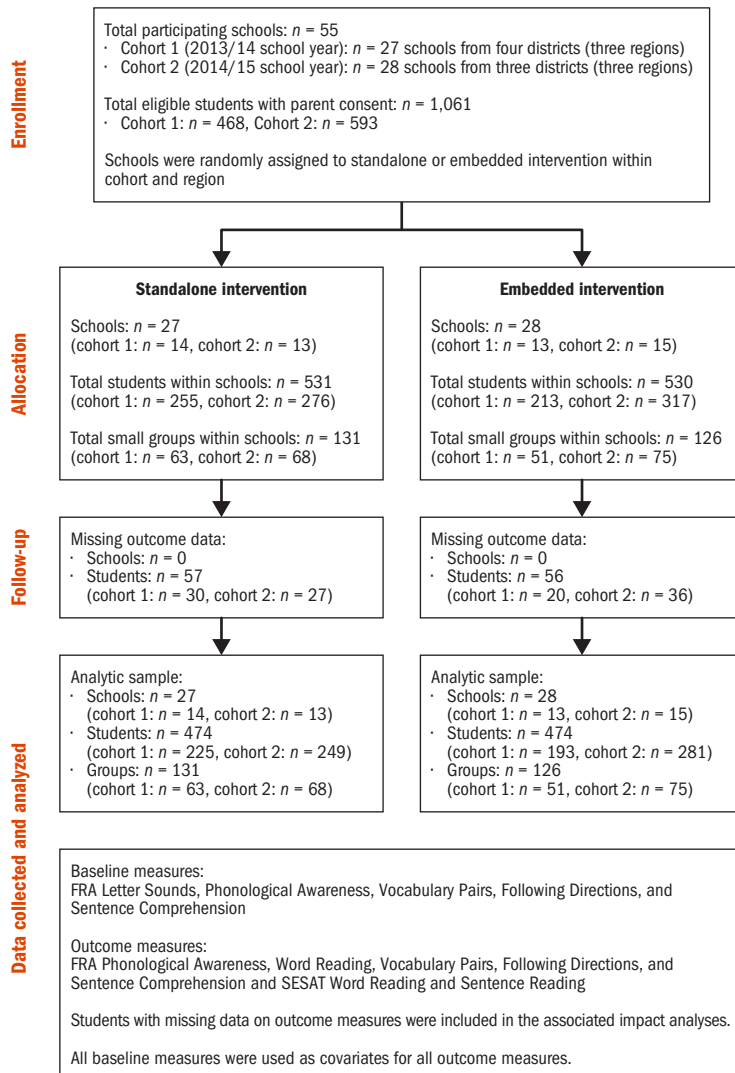 Enrollment
Total participating schools: n = 55
· Cohort 1 (2013/14 school year): n = 27 schools from four districts (three regions)
· Cohort 2 (2014/15 school year): n = 28 schools from three districts (three regions)
Total eligible students with parent consent: n = 1,061
· Cohort 1: n = 468, Cohort 2: n = 593
Schools were randomly assigned to standalone or embedded intervention within
cohort and region
Allocation
Standalone intervention
Schools: n = 27
(cohort 1: n = 14, cohort 2: n = 13)
Total students within schools: n = 531
(cohort 1: n = 255, cohort 2: n = 276)
Total small groups within schools: n = 131
(cohort 1: n = 63, cohort 2: n = 68)
Embedded intervention
Schools: n = 28
(cohort 1: n = 13, cohort 2: n = 15)
Total students within schools: n = 530
(cohort 1: n = 213, cohort 2: n = 317)
Total small groups within schools: n = 126
(cohort 1: n = 51, cohort 2: n = 75)
Follow-up
Missing outcome data:
· Schools: n = 0
· Students: n = 57
(cohort 1: n = 30, cohort 2: n = 27)
Missing outcome data:
· Schools: n = 0
· Students: n = 56
(cohort 1: n = 20, cohort 2: n = 36)
Data collected and analyzed
Analytic sample:
· Schools: n = 27
(cohort 1: n = 14, cohort 2: n = 13)
· Students: n = 474
(cohort 1: n = 225, cohort 2: n = 249)
· Groups: n = 131
(cohort 1: n = 63, cohort 2: n = 68)
Analytic sample:
· Schools: n = 28
(cohort 1: n = 13, cohort 2: n = 15)
· Students: n = 474
(cohort 1: n = 193, cohort 2: n = 281)
· Groups: n = 126
(cohort 1: n = 51, cohort 2: n = 75)
Baseline measures:
FRA Letter Sounds, Phonological Awareness, Vocabulary Pairs, Following Directions, and
Sentence Comprehension
Outcome measures:
FRA Phonological Awareness, Word Reading, Vocabulary Pairs, Following Directions, and
Sentence Comprehension and SESAT Word Reading and Sentence Reading
Students with missing data on outcome measures were included in the associated impact analyses.
All baseline measures were used as covariates for all outcome measures.